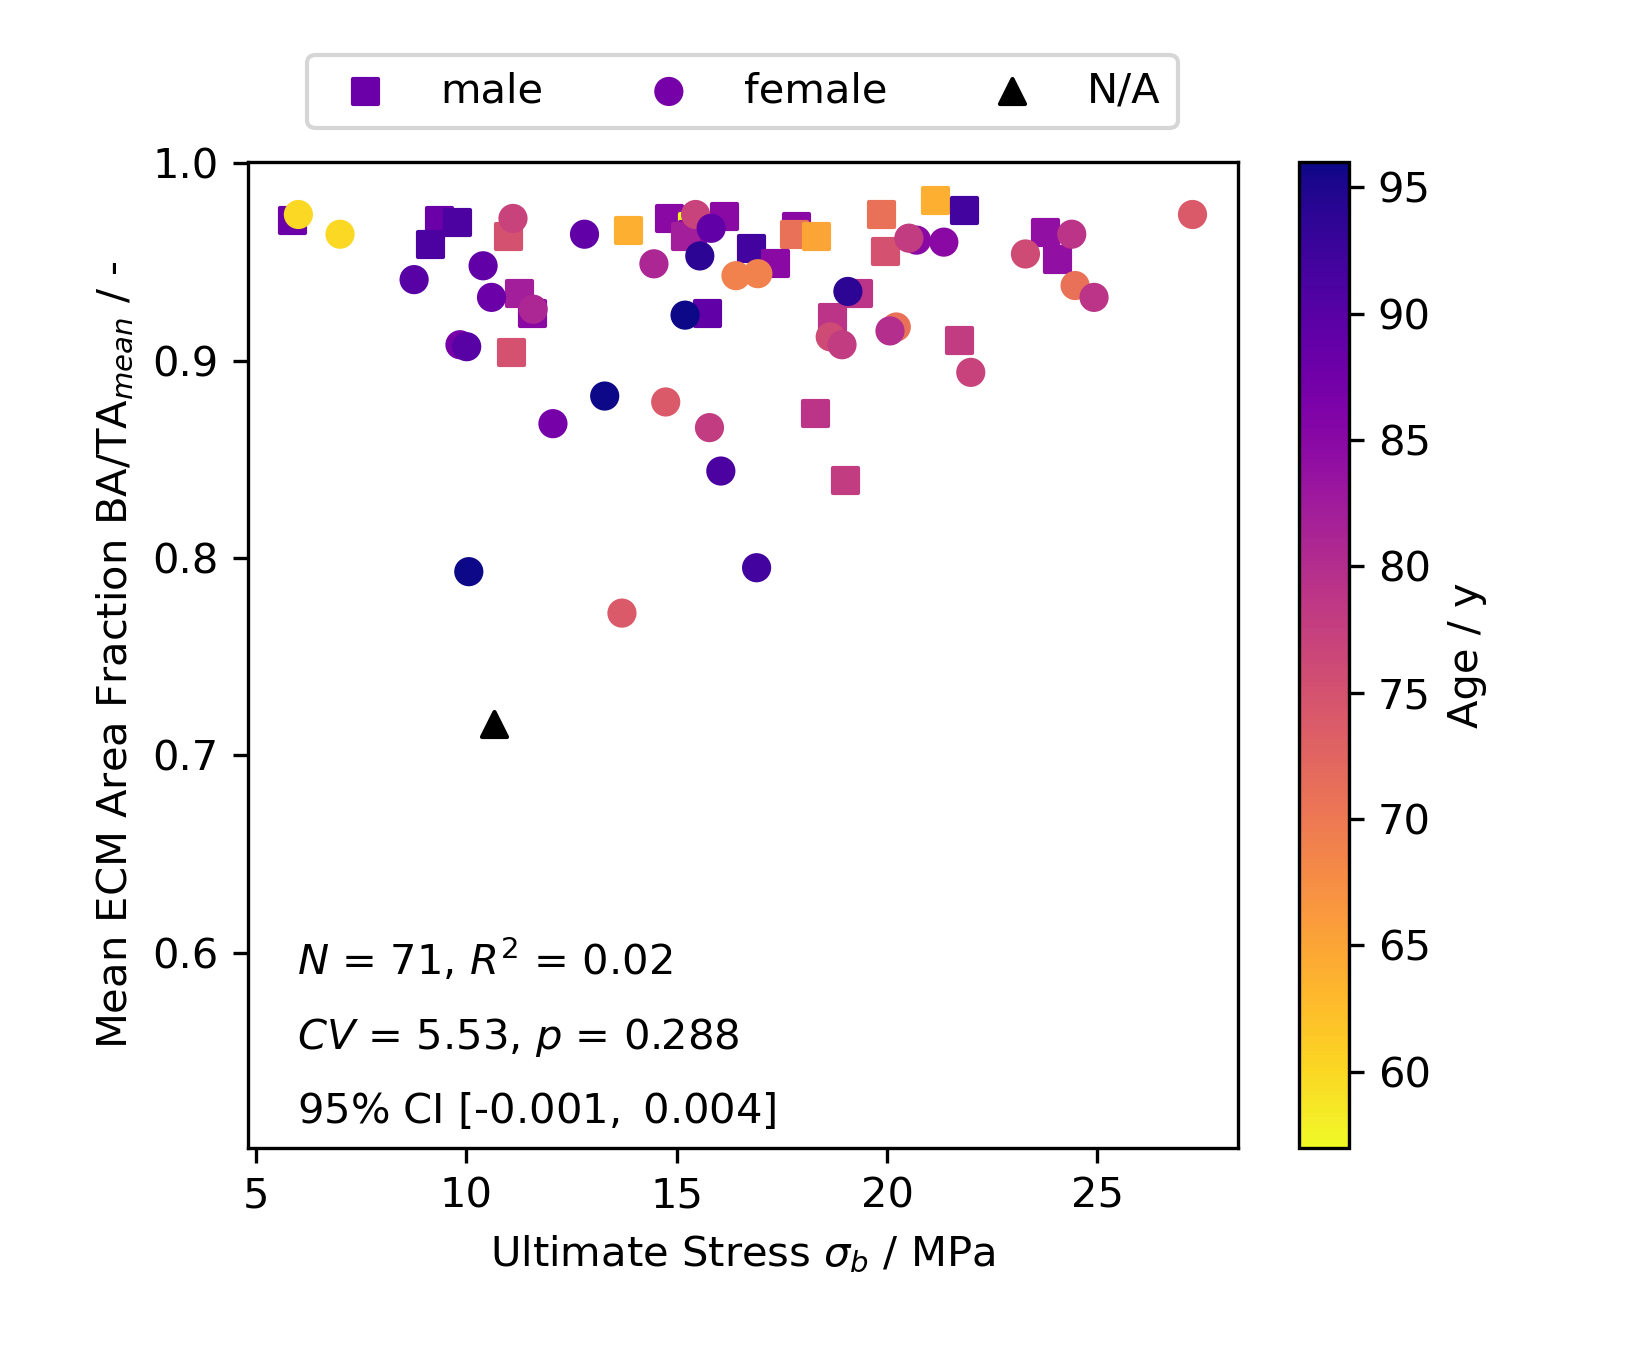 male female N/A
1.0
0.9
0.8
0.7
0.6
Mean ECM Area Fraction BA/TA_mean / -
N = 71, R² = 0.02
CV = 5.53, p = 0.288
95% CI [-0.001, 0.004]
5 10 15 20 25
Ultimate Stress σ_b / MPa
95
90
85
80
75
70
65
60
Age / y